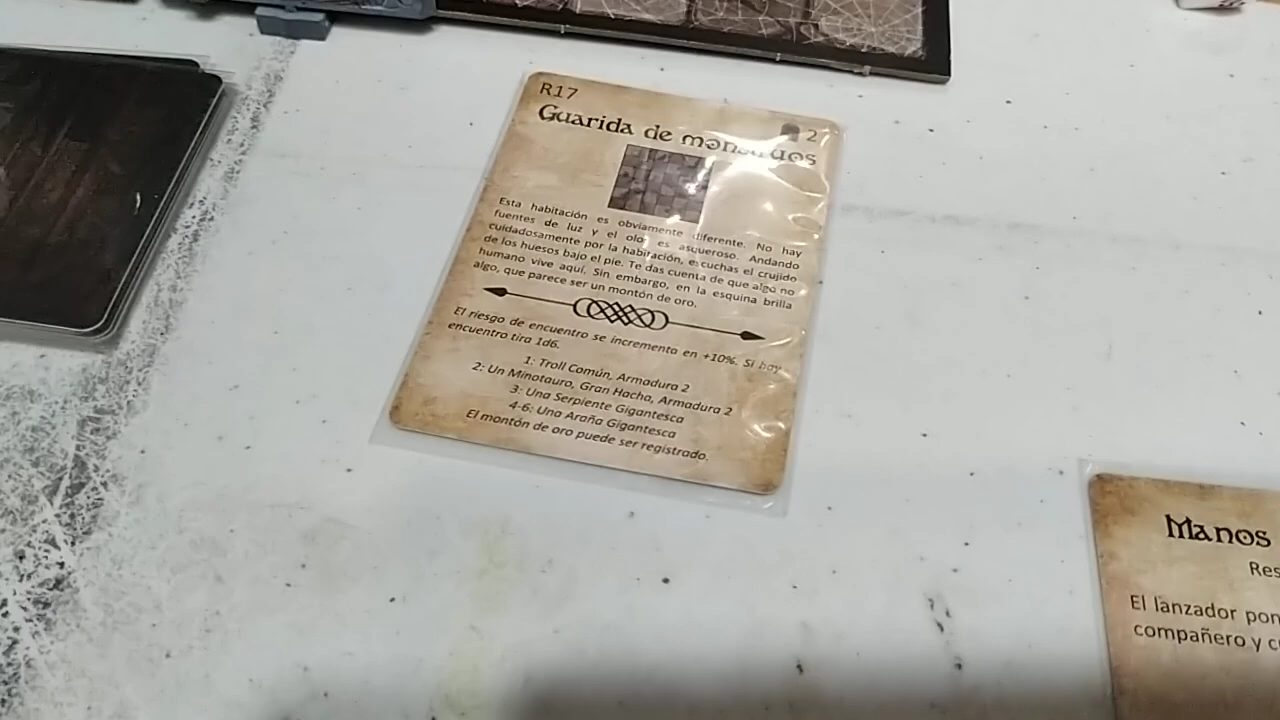 R17
2
Guarida de monstruos
Esta habitación es obviamente diferente. No hay
fuentes de luz y el olor es asqueroso. Andando
cuidadosamente por la habitación, escuchas el crujido
de los huesos bajo el pie. Te das cuenta de que algo no
humano vive aquí. Sin embargo, en la esquina brilla
algo, que parece ser un montón de oro.
El riesgo de encuentro se incrementa en +10%. Si hay
encuentro tira 1d6.
1: Troll Común, Armadura 2
2: Un Minotauro, Gran Hacha, Armadura 2
3: Una Serpiente Gigantesca
4-6: Una Araña Gigantesca
El montón de oro puede ser registrado.
Manos
Res
El lanzador pon
compañero y c